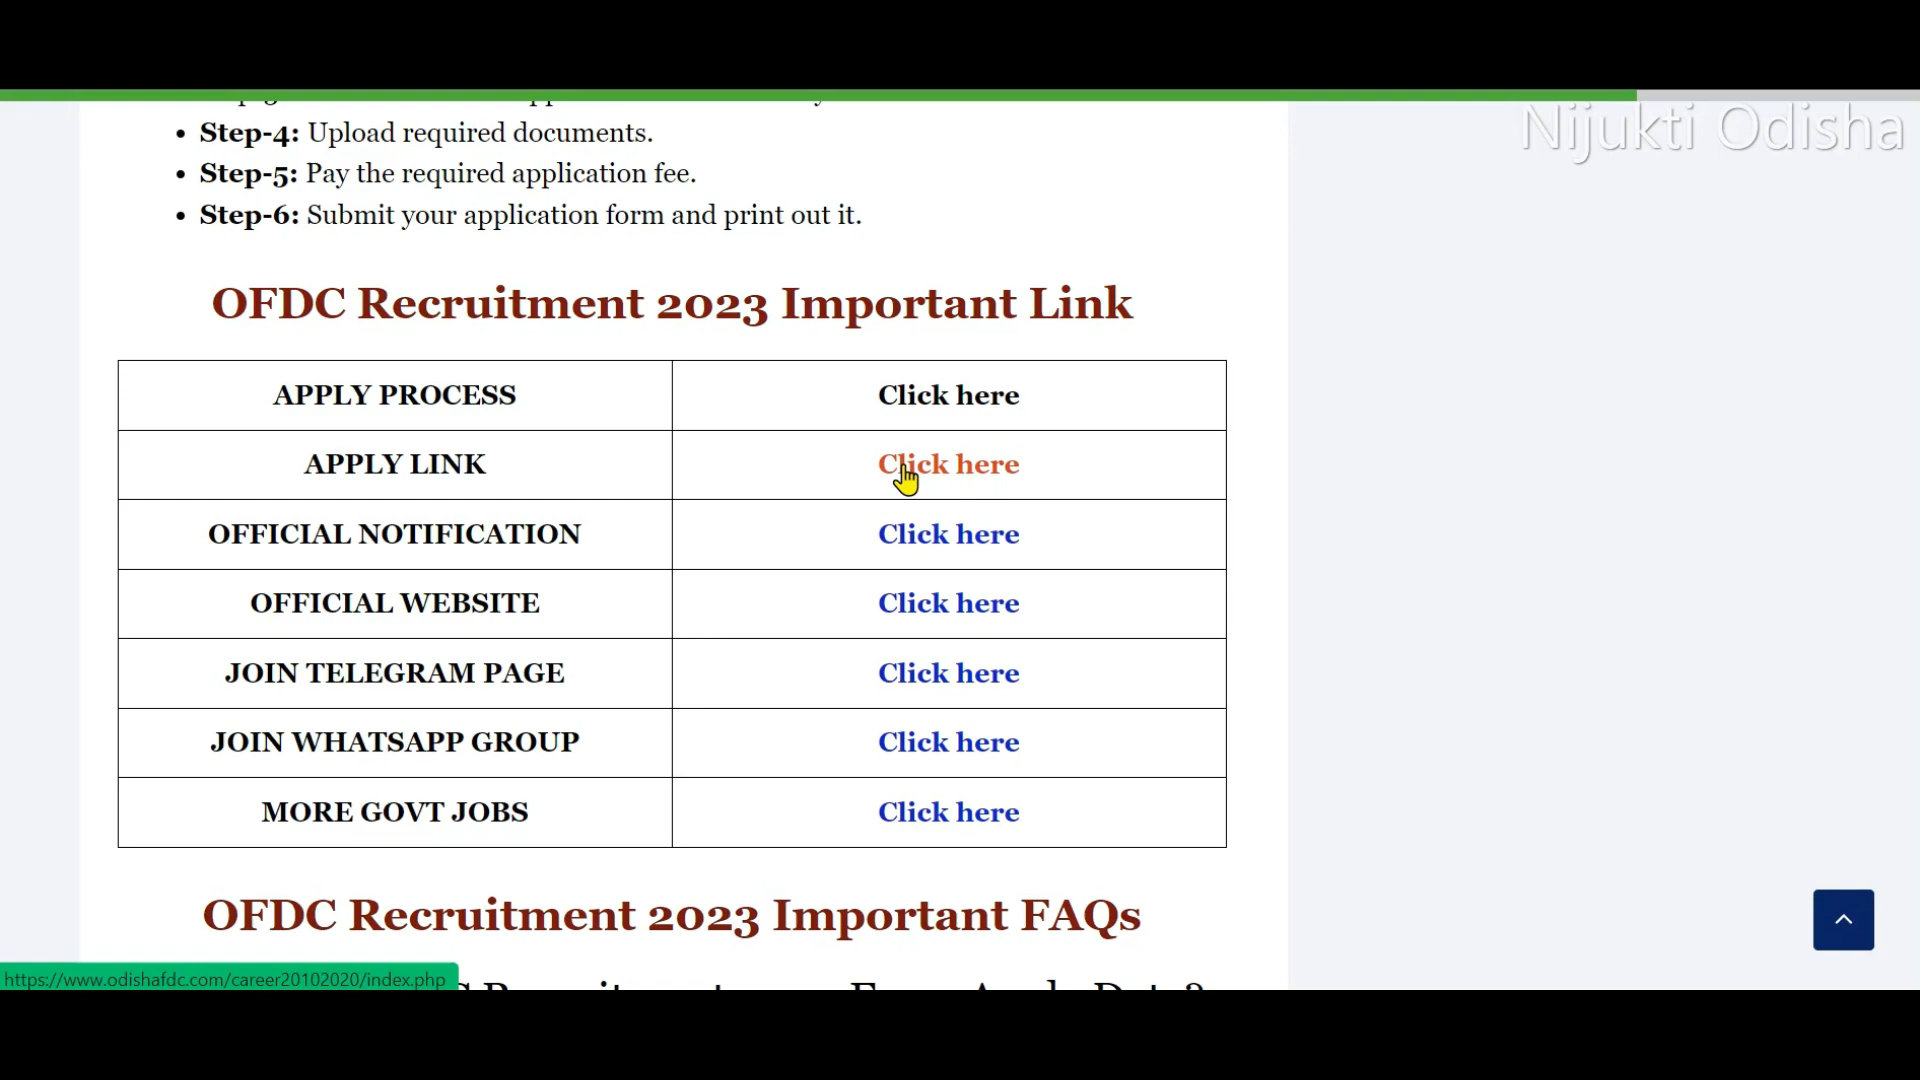 Nijukti Odisha
Step-4: Upload required documents.
Step-5: Pay the required application fee.
Step-6: Submit your application form and print out it.
OFDC Recruitment 2023 Important Link
APPLY PROCESS Click here
APPLY LINK Click here
OFFICIAL NOTIFICATION Click here
OFFICIAL WEBSITE Click here
JOIN TELEGRAM PAGE Click here
JOIN WHATSAPP GROUP Click here
MORE GOVT JOBS Click here
OFDC Recruitment 2023 Important FAQs
https://www.odishafdc.com/career20102020/index.php